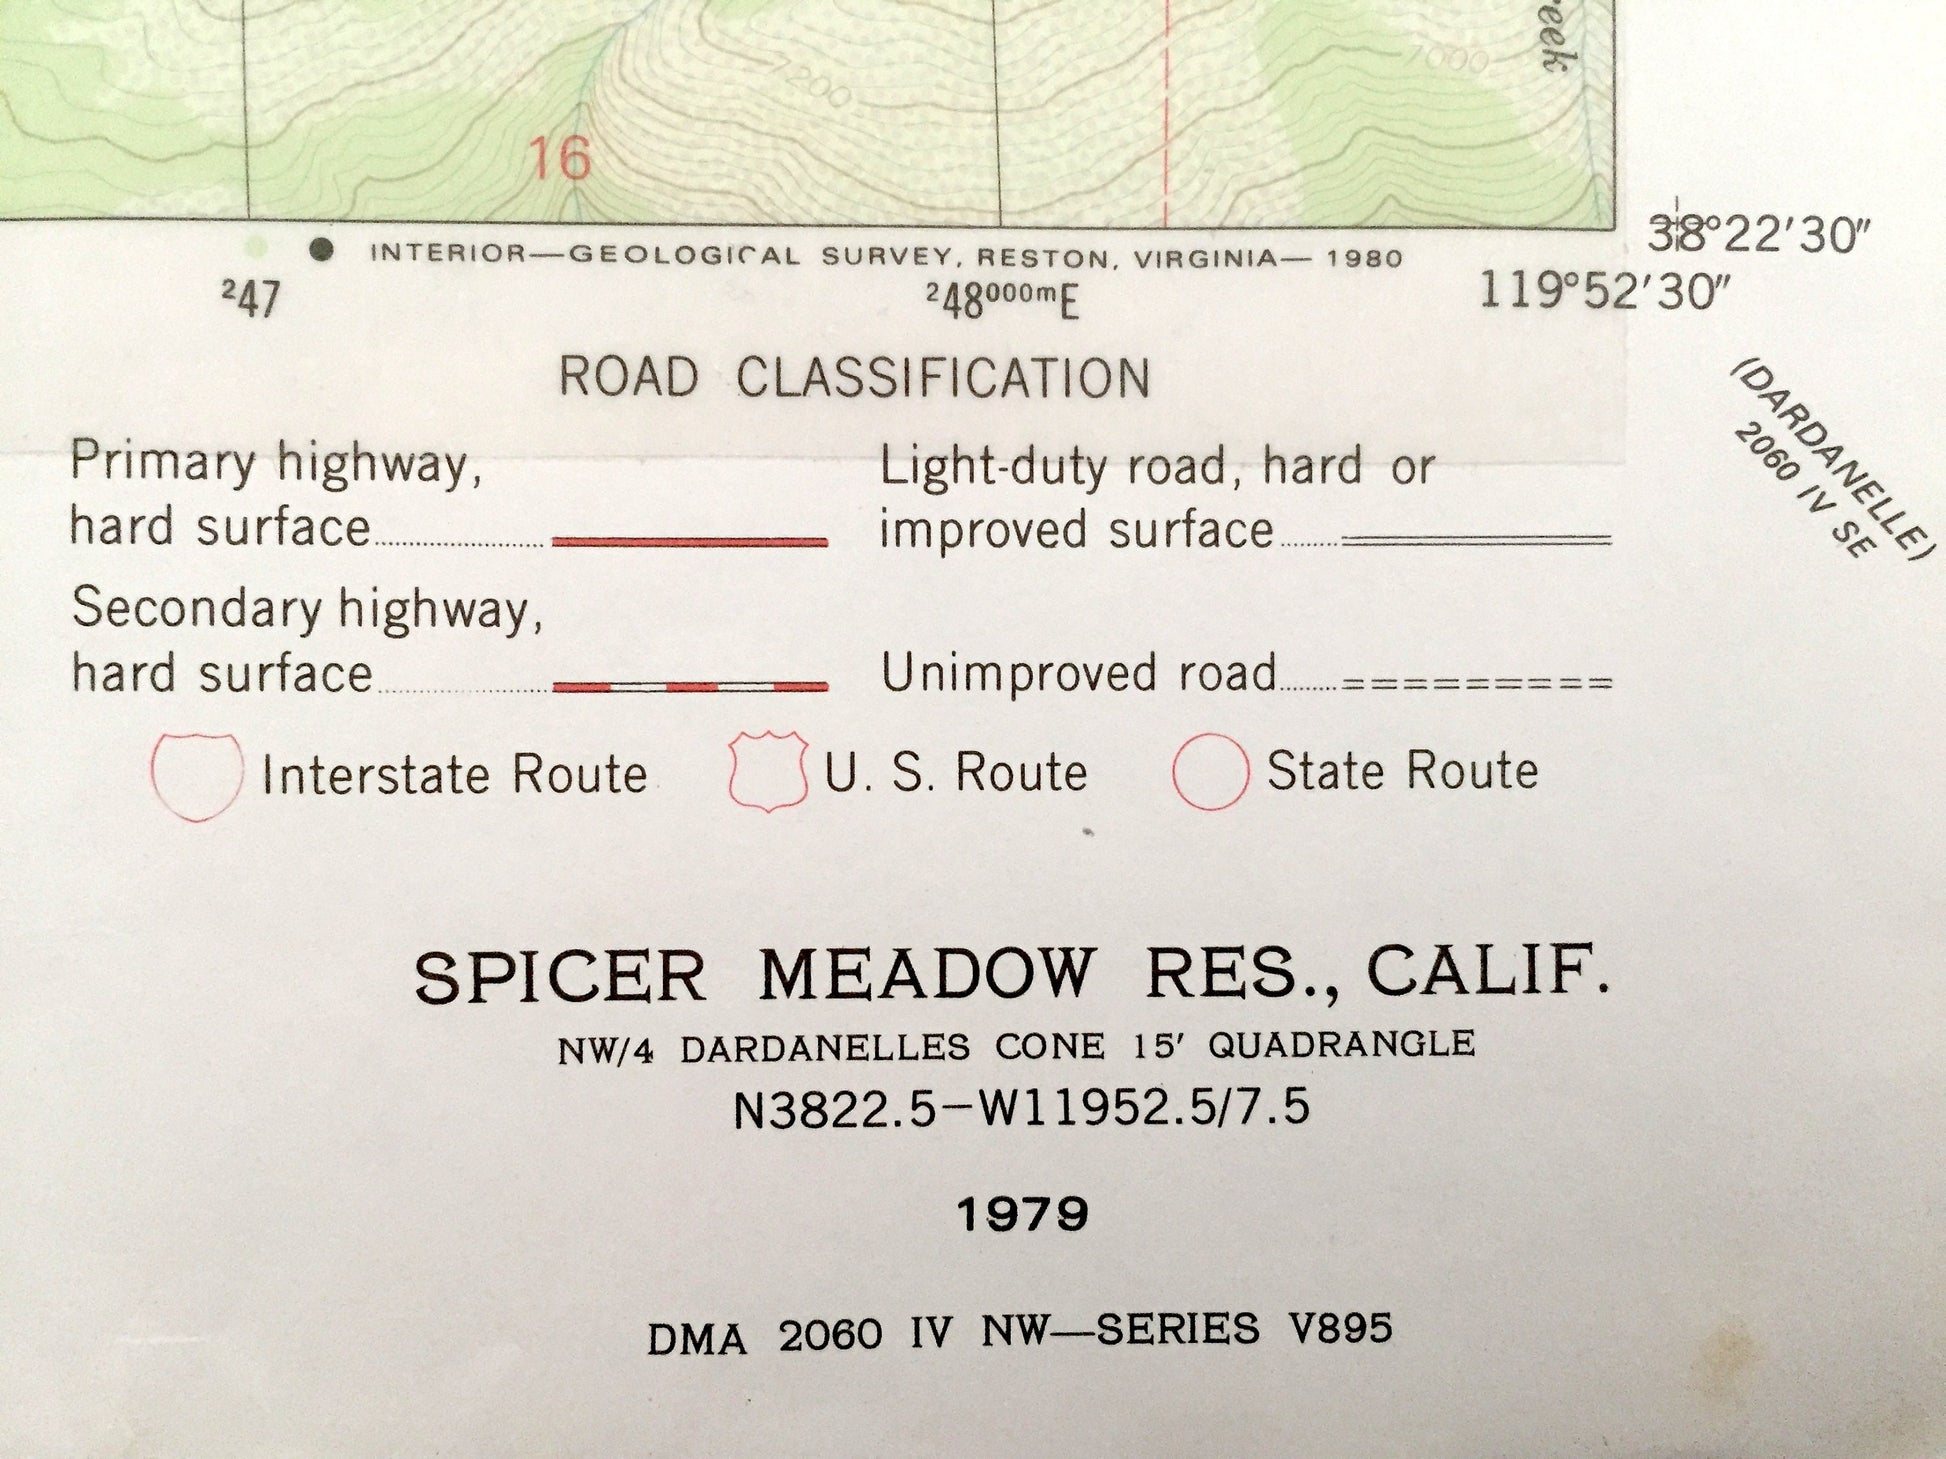 reek
7200
7000
16
38°22′30″
INTERIOR—GEOLOGICAL SURVEY, RESTON, VIRGINIA— 1980
²47
²48⁰⁰⁰ᵐE
119°52′30″
(DARDANELLE)
2060 IV SE
ROAD CLASSIFICATION
Primary highway,
hard surface
Light-duty road, hard or
improved surface
Secondary highway,
hard surface
Unimproved road
Interstate Route
U. S. Route
State Route
SPICER MEADOW RES., CALIF.
NW/4 DARDANELLES CONE 15′ QUADRANGLE
N3822.5—W11952.5/7.5
1979
DMA 2060 IV NW—SERIES V895